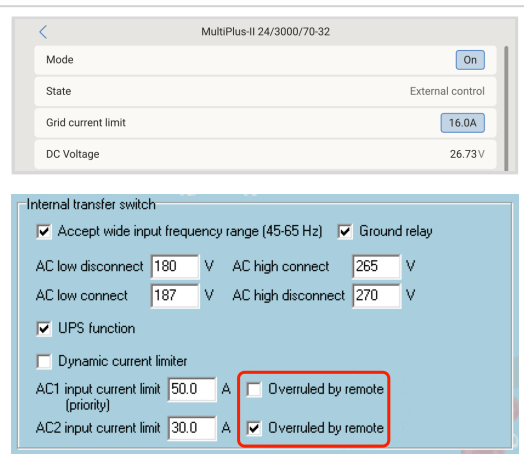 MultiPlus-II 24/3000/70-32
Mode On
State External control
Grid current limit 16.0A
DC Voltage 26.73V
Internal transfer switch
Accept wide input frequency range (45-65 Hz) Ground relay
AC low disconnect 180 V AC high connect 265 V
AC low connect 187 V AC high disconnect 270 V
UPS function
Dynamic current limiter
AC1 input current limit 50.0 A Overruled by remote
(priority)
AC2 input current limit 30.0 A Overruled by remote